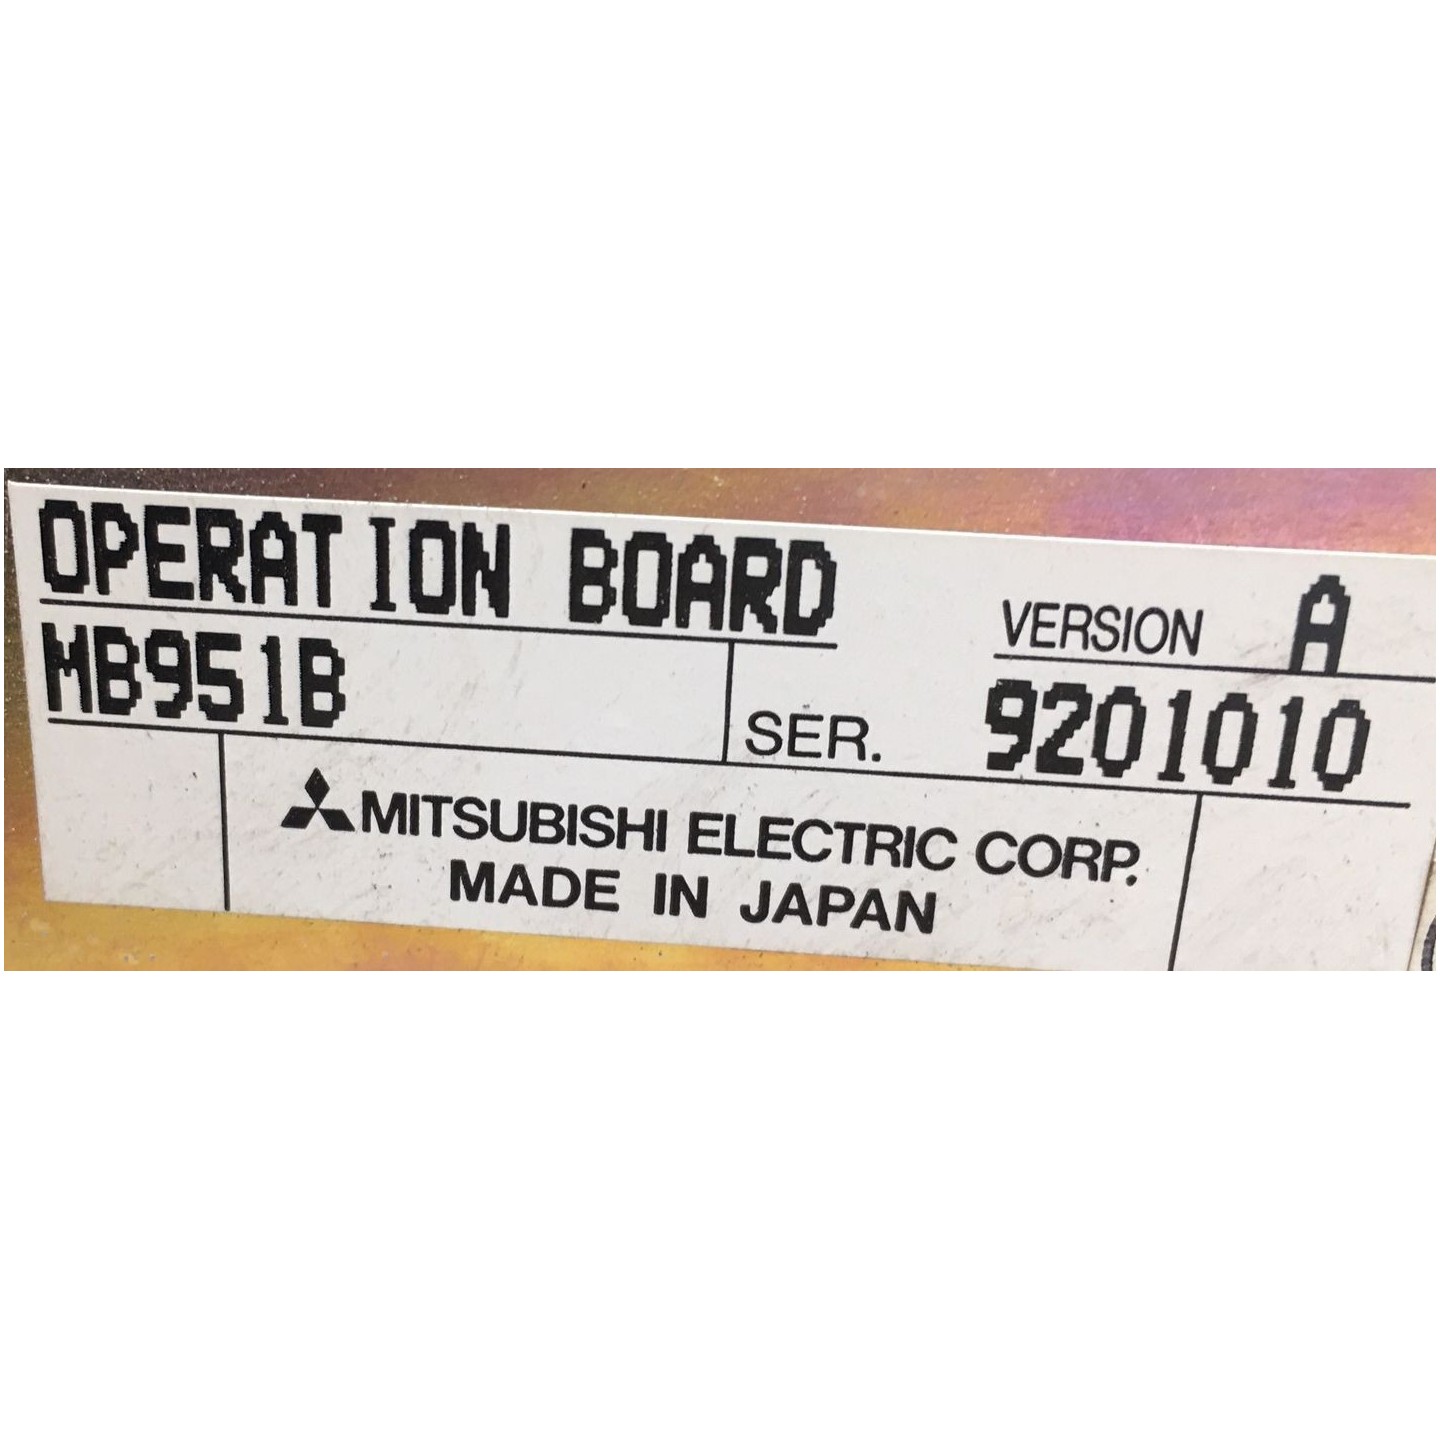 OPERATION BOARD
VERSION A
MB951B
SER. 9201010
MITSUBISHI ELECTRIC CORP.
MADE IN JAPAN